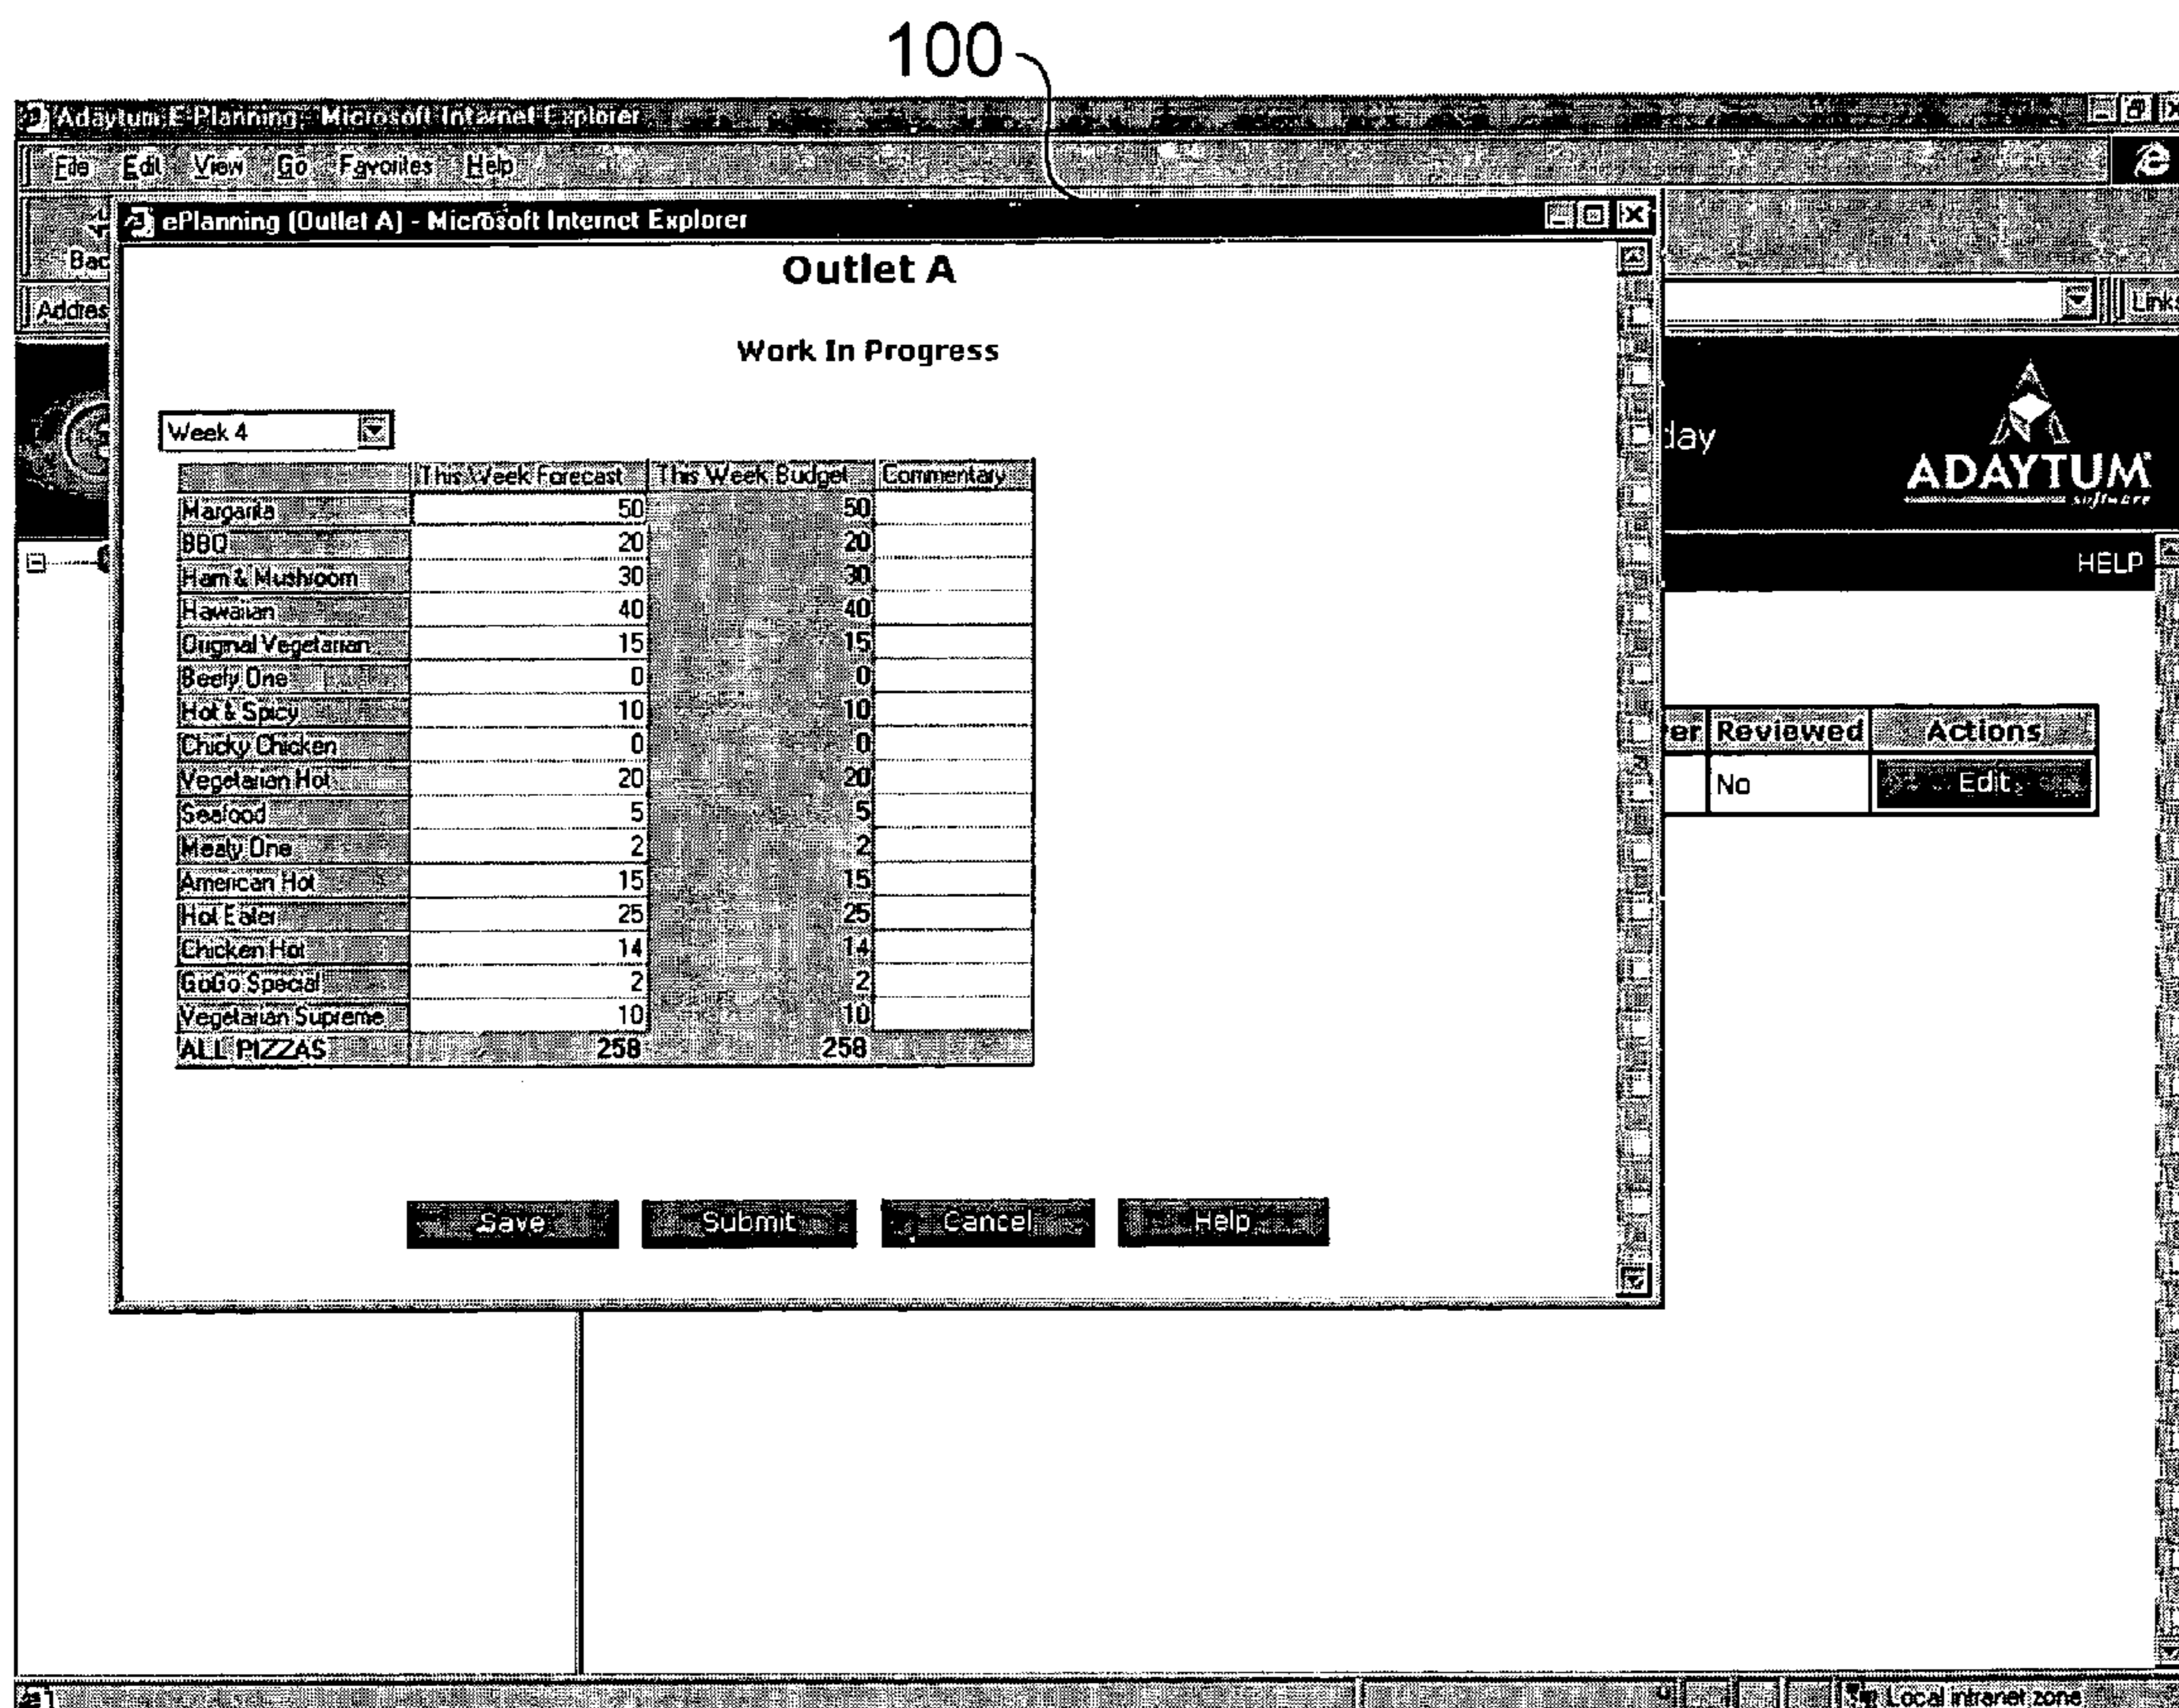 100
Adaytum E-Planning - Microsoft Internet Explorer
File Edit View Go Favorites Help
ePlanning (Outlet A) - Microsoft Internet Explorer
Bac
Outlet A
Addres
Links
Work In Progress
Week 4
day
ADAYTUM
software
This Week Forecast This Week Budget Commentary
Margarita 50 50
BBQ 20 20
HELP
Ham & Mushroom 30 30
Hawaiian 40 40
Original Vegetarian 15 15
Beefy One 0 0
Hot & Spicy 10 10
er Reviewed Actions
Chicky Chicken 0 0
Vegetarian Hot 20 20
No Edit
Seafood 5 5
Meaty One 2 2
American Hot 15 15
Hot Eater 25 25
Chicken Hot 14 14
GoGo Special 2 2
Vegetarian Supreme 10 10
ALL PIZZAS 258 258
Save Submit Cancel Help
Local intranet zone